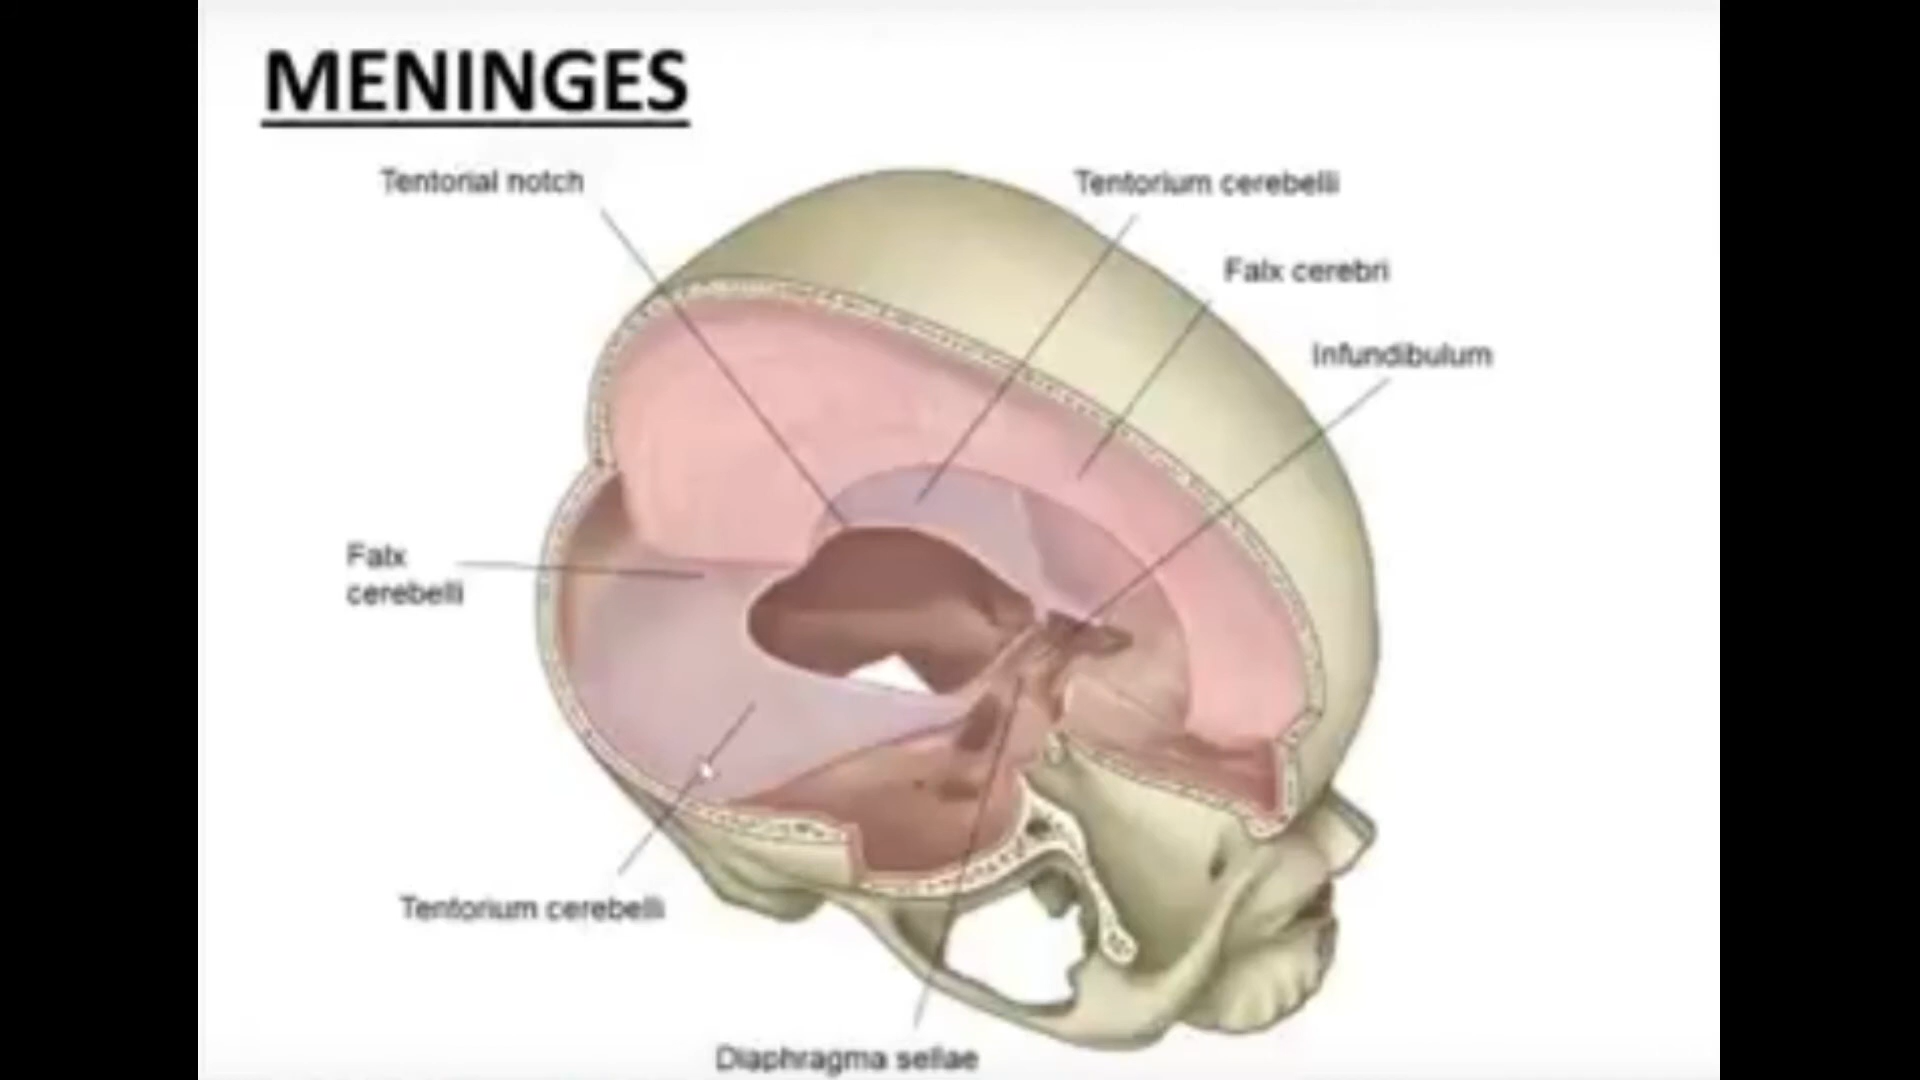 MENINGES
Tentorial notch
Tentorium cerebelli
Falx cerebri
Infundibulum
Falx
cerebelli
Tentorium cerebelli
Diaphragma sellae